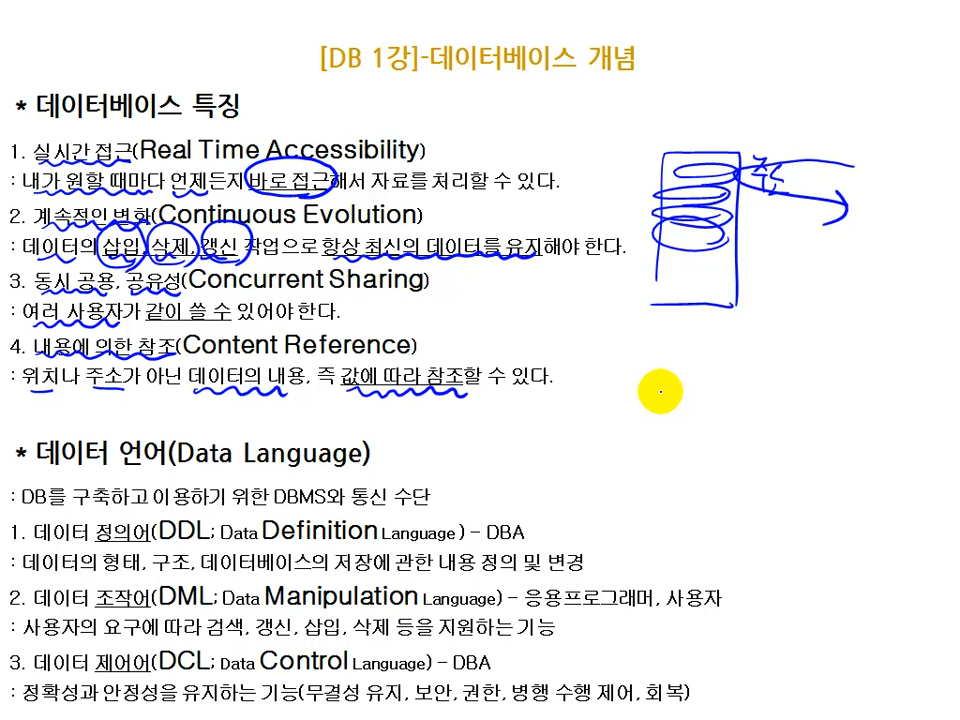 [DB 1강]-데이터베이스 개념
* 데이터베이스 특징
1. 실시간 접근(Real Time Accessibility)
: 내가 원할 때마다 언제든지 바로 접근해서 자료를 처리할 수 있다.
2. 계속적인 변화(Continuous Evolution)
: 데이터의 삽입, 삭제, 갱신 작업으로 항상 최신의 데이터를 유지해야 한다.
3. 동시 공용, 공유성(Concurrent Sharing)
: 여러 사용자가 같이 쓸 수 있어야 한다.
4. 내용에 의한 참조(Content Reference)
: 위치나 주소가 아닌 데이터의 내용, 즉 값에 따라 참조할 수 있다.
주소
* 데이터 언어(Data Language)
: DB를 구축하고 이용하기 위한 DBMS와 통신 수단
1. 데이터 정의어(DDL; Data Definition Language ) - DBA
: 데이터의 형태, 구조, 데이터베이스의 저장에 관한 내용 정의 및 변경
2. 데이터 조작어(DML; Data Manipulation Language) - 응용프로그래머, 사용자
: 사용자의 요구에 따라 검색, 갱신, 삽입, 삭제 등을 지원하는 기능
3. 데이터 제어어(DCL; Data Control Language) - DBA
: 정확성과 안정성을 유지하는 기능(무결성 유지, 보안, 권한, 병행 수행 제어, 회복)